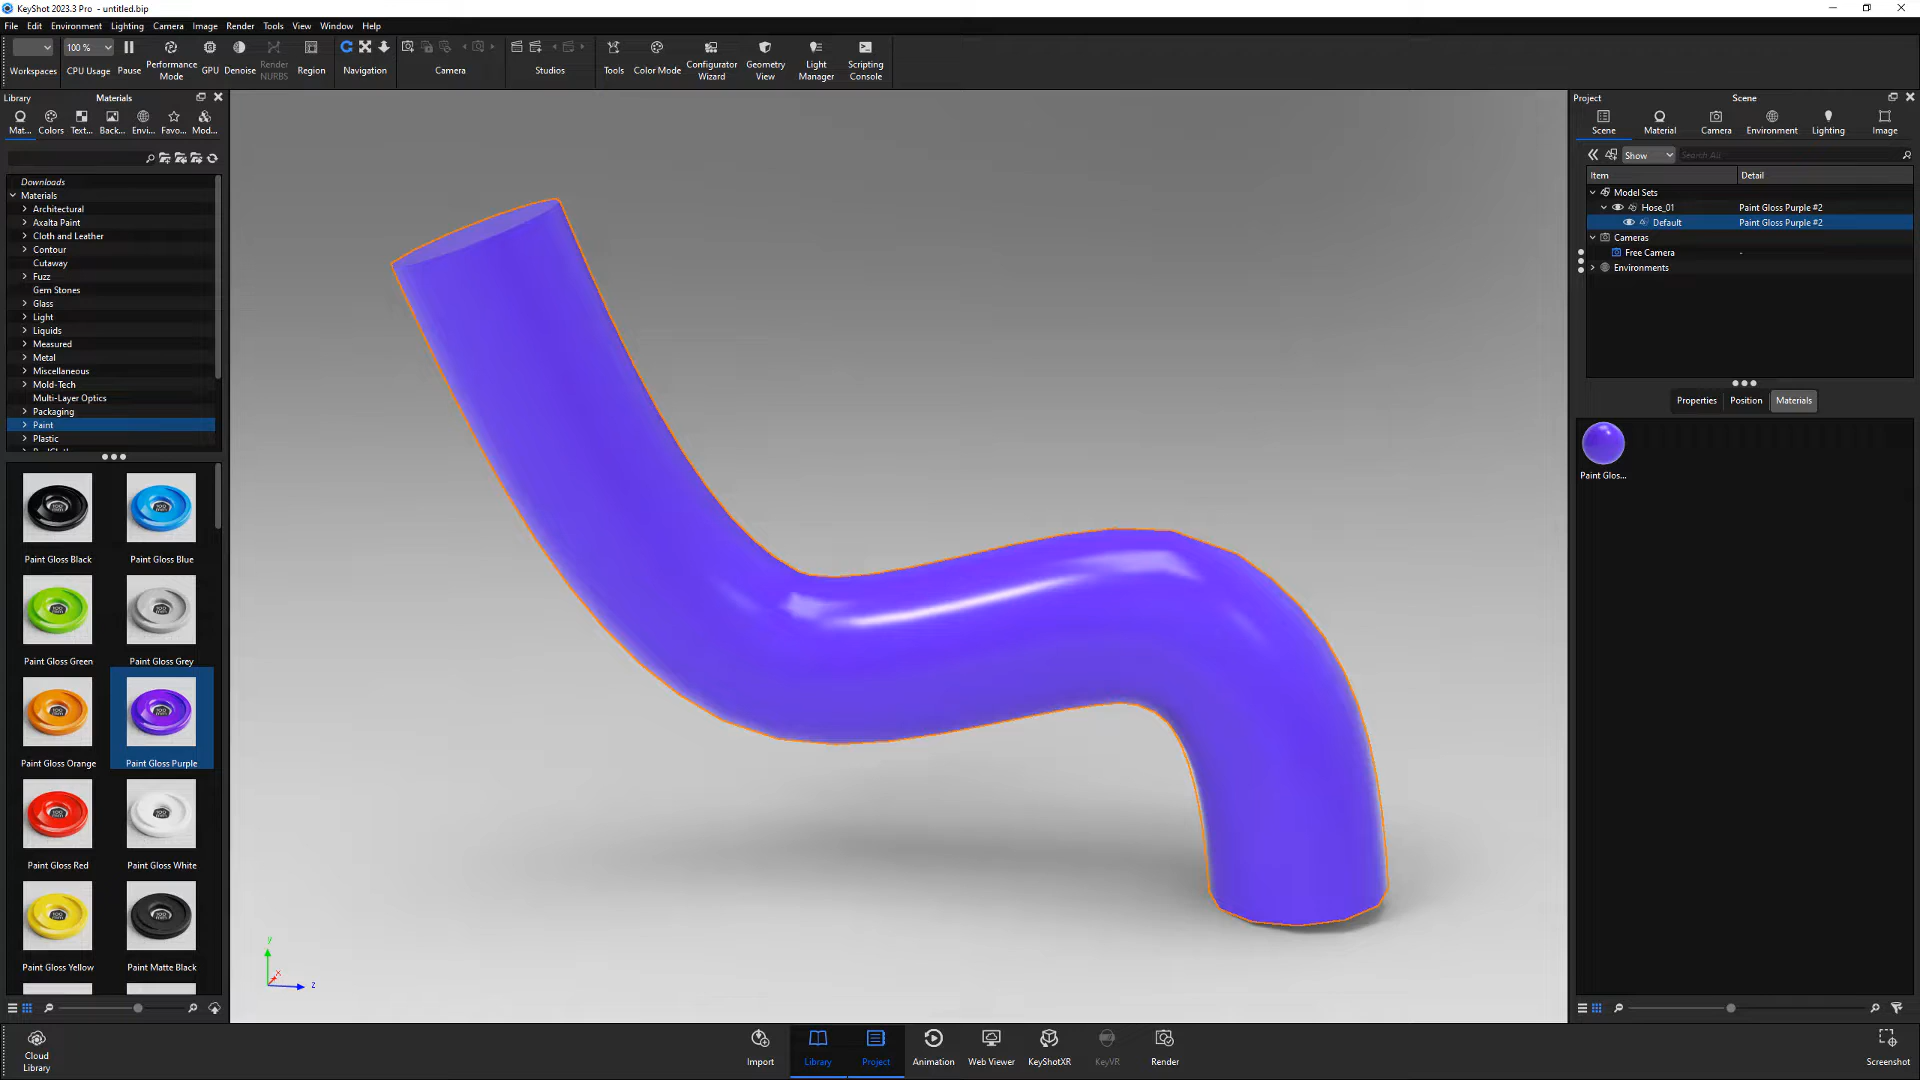 KeyShot 2023.3 Pro - untitled.bip
File Edit Environment Lighting Camera Image Render Tools View Window Help
100 %
Workspaces CPU Usage Pause Performance Mode GPU Denoise Render NURBS Region Navigation Camera Studios Tools Color Mode Configurator Wizard Geometry View Light Manager Scripting Console
Library Materials
Mat... Colors Text... Back... Envi... Favo... Mod...
Downloads
Materials
Architectural
Axalta Paint
Cloth and Leather
Contour
Cutaway
Fuzz
Gem Stones
Glass
Light
Liquids
Measured
Metal
Miscellaneous
Mold-Tech
Multi-Layer Optics
Packaging
Paint
Plastic
Paint Gloss Black Paint Gloss Blue
Paint Gloss Green Paint Gloss Grey
Paint Gloss Orange Paint Gloss Purple
Paint Gloss Red Paint Gloss White
Paint Gloss Yellow Paint Matte Black
y
x
z
Project Scene
Scene Material Camera Environment Lighting Image
Show Search All
Item Detail
Model Sets
Hose_01 Paint Gloss Purple #2
Default Paint Gloss Purple #2
Cameras
Free Camera -
Environments
Properties Position Materials
Paint Glos...
Cloud Library
Import Library Project Animation Web Viewer KeyShotXR KeyVR Render Screenshot